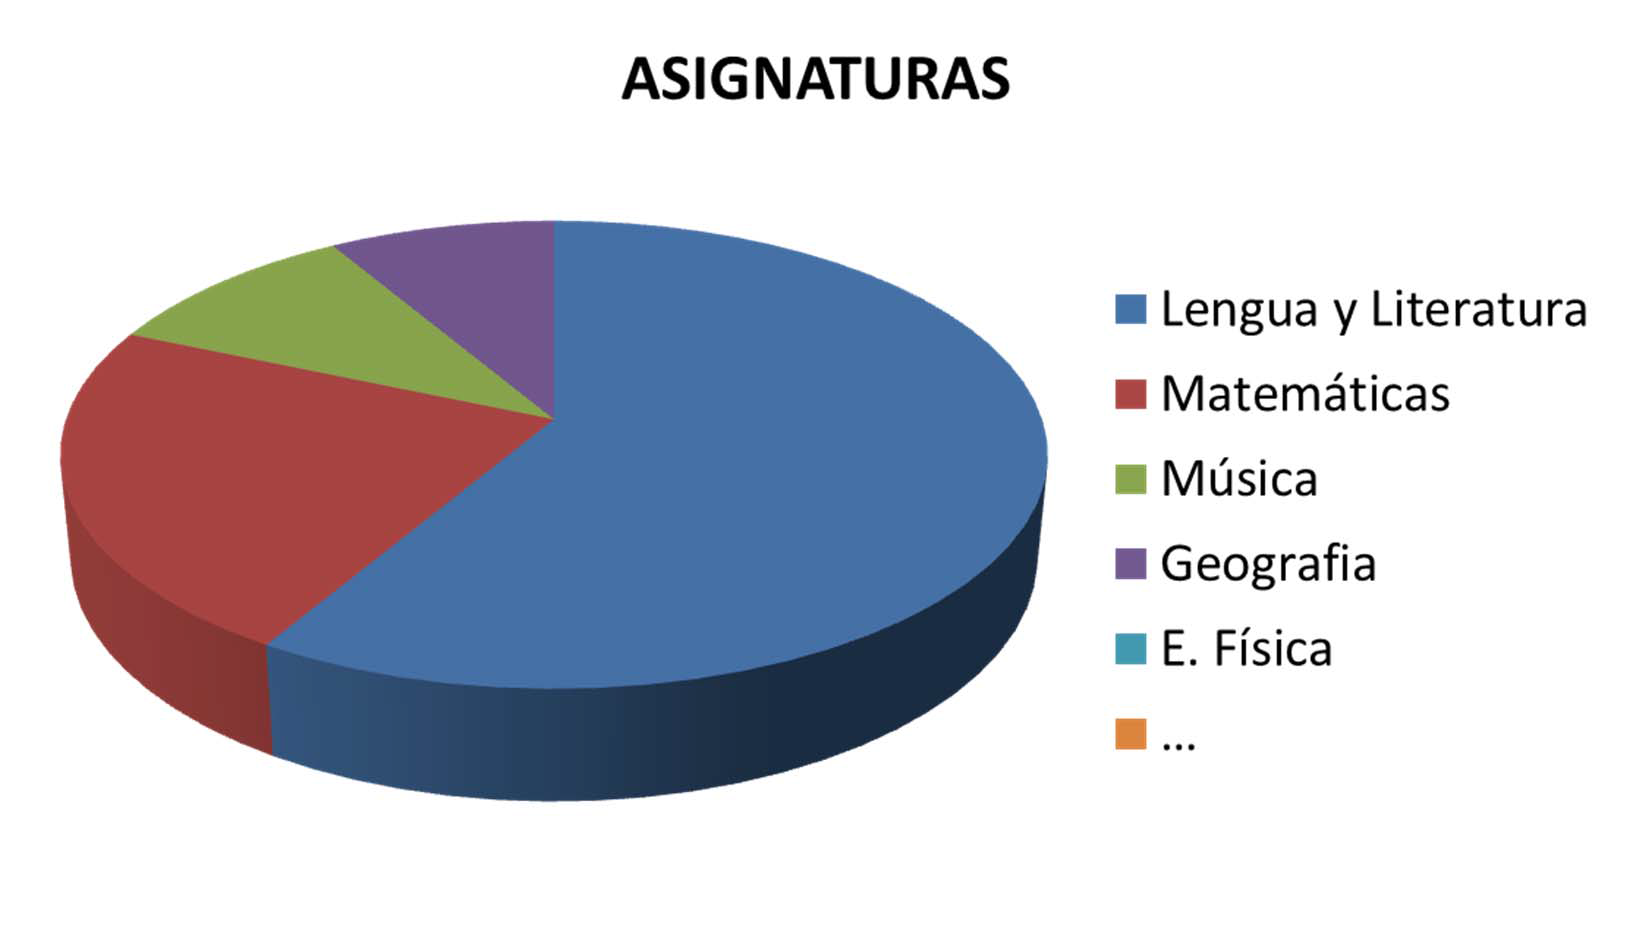 ASIGNATURAS
Lengua y Literatura
Matemáticas
Música
Geografia
E. Física
...